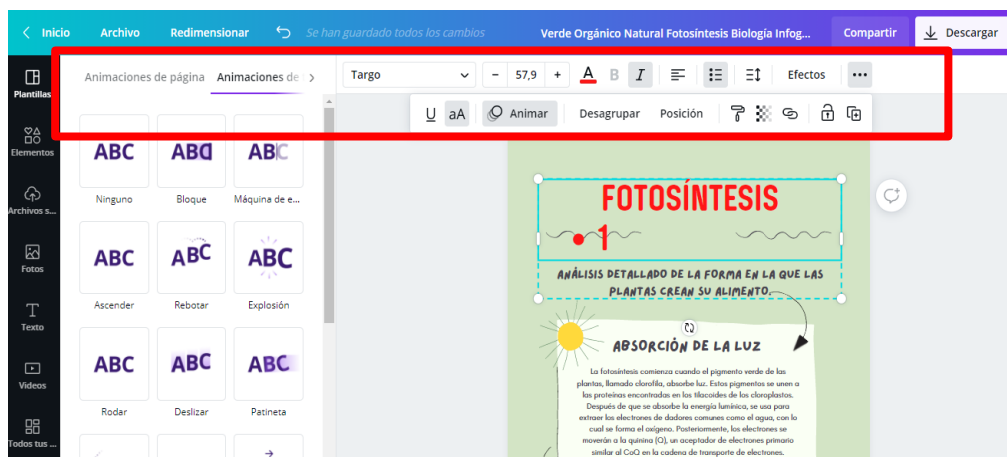 Inicio Archivo Redimensionar Se han guardado todos los cambios Verde Orgánico Natural Fotosíntesis Biología Infog... Compartir Descargar
Plantillas
Elementos
Archivos s...
Fotos
Texto
Videos
Todos tus ...
Animaciones de página Animaciones de
ABC ABC ABC
Ninguno Bloque Máquina de e...
ABC ABC ABC
Ascender Rebotar Explosión
ABC ABC ABC
Rodar Deslizar Patineta
Targo - 57,9 + A B I Efectos ...
U aA Animar Desagrupar Posición
FOTOSÍNTESIS
1
ANÁLISIS DETALLADO DE LA FORMA EN LA QUE LAS
PLANTAS CREAN SU ALIMENTO.
ABSORCIÓN DE LA LUZ
La fotosíntesis comienza cuando el pigmento verde de las
plantas, llamado clorofila, absorbe luz. Estos pigmentos se unen a
las proteínas encontradas en los tilacoides de los cloroplastos.
Después de que se absorbe la energía lumínica, se usa para
extraer los electrones de dadores comunes como el agua, con lo
cual se forma el oxígeno. Posteriormente, los electrones se
moverán a la quinina (Q), un aceptador de electrones primario
similar al CoQ en la cadena de transporte de electrones.